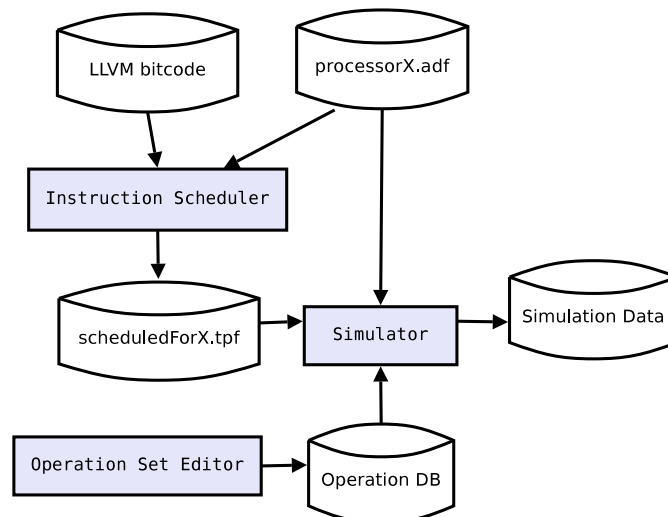 LLVM bitcode
processorX.adf
Instruction Scheduler
scheduledForX.tpf
Simulator
Simulation Data
Operation Set Editor
Operation DB